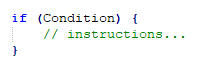 if (Condition) {
    // instructions...
}